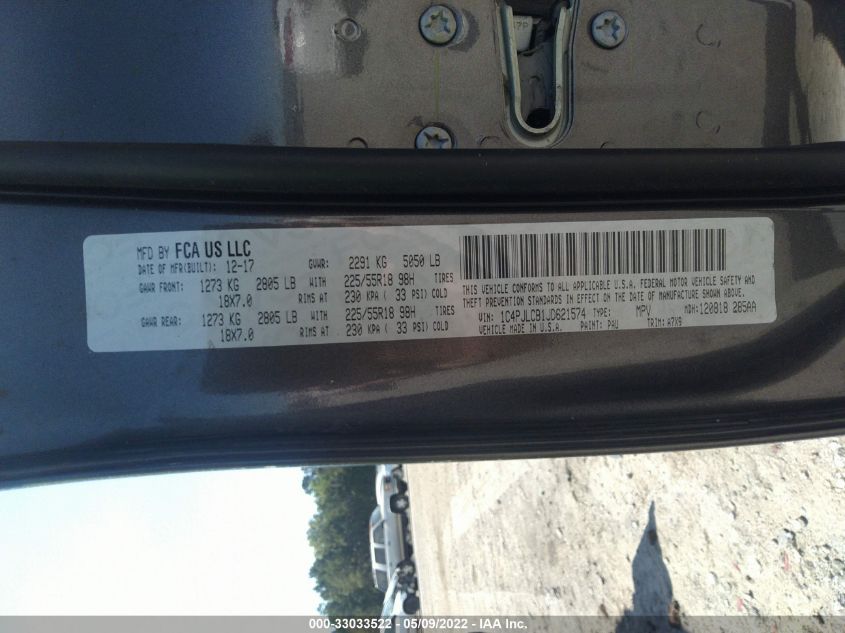 MFD BY FCA US LLC
DATE OF MFR(BUILT): 12-17 GVWR: 2291 KG 5050 LB
GAWR FRONT: 1273 KG 2805 LB WITH 225/55R18 98H TIRES
18X7.0 RIMS AT 230 KPA ( 33 PSI) COLD
GAWR REAR: 1273 KG 2805 LB WITH 225/55R18 98H TIRES
18X7.0 RIMS AT 230 KPA ( 33 PSI) COLD
THIS VEHICLE CONFORMS TO ALL APPLICABLE U.S.A. FEDERAL MOTOR VEHICLE SAFETY AND
THEFT PREVENTION STANDARDS IN EFFECT ON THE DATE OF MANUFACTURE SHOWN ABOVE.
VIN: 1C4PJLCB1JD621574 TYPE: MPV MDH:120818 285AA
VEHICLE MADE IN U.S.A. PAINT: PAU TRIM: A7X9
000-33033522 - 05/09/2022 - IAA Inc.